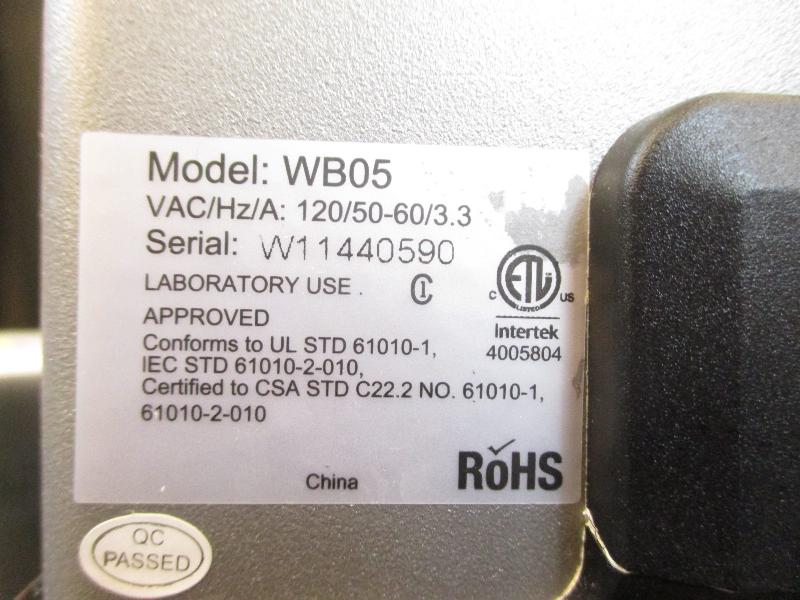 Model: WB05
VAC/Hz/A: 120/50-60/3.3
Serial: W11440590
LABORATORY USE .
APPROVED
Conforms to UL STD 61010-1,
IEC STD 61010-2-010,
Certified to CSA STD C22.2 NO. 61010-1,
61010-2-010
C ETL US
LISTED
Intertek
4005804
China
RoHS
QC
PASSED